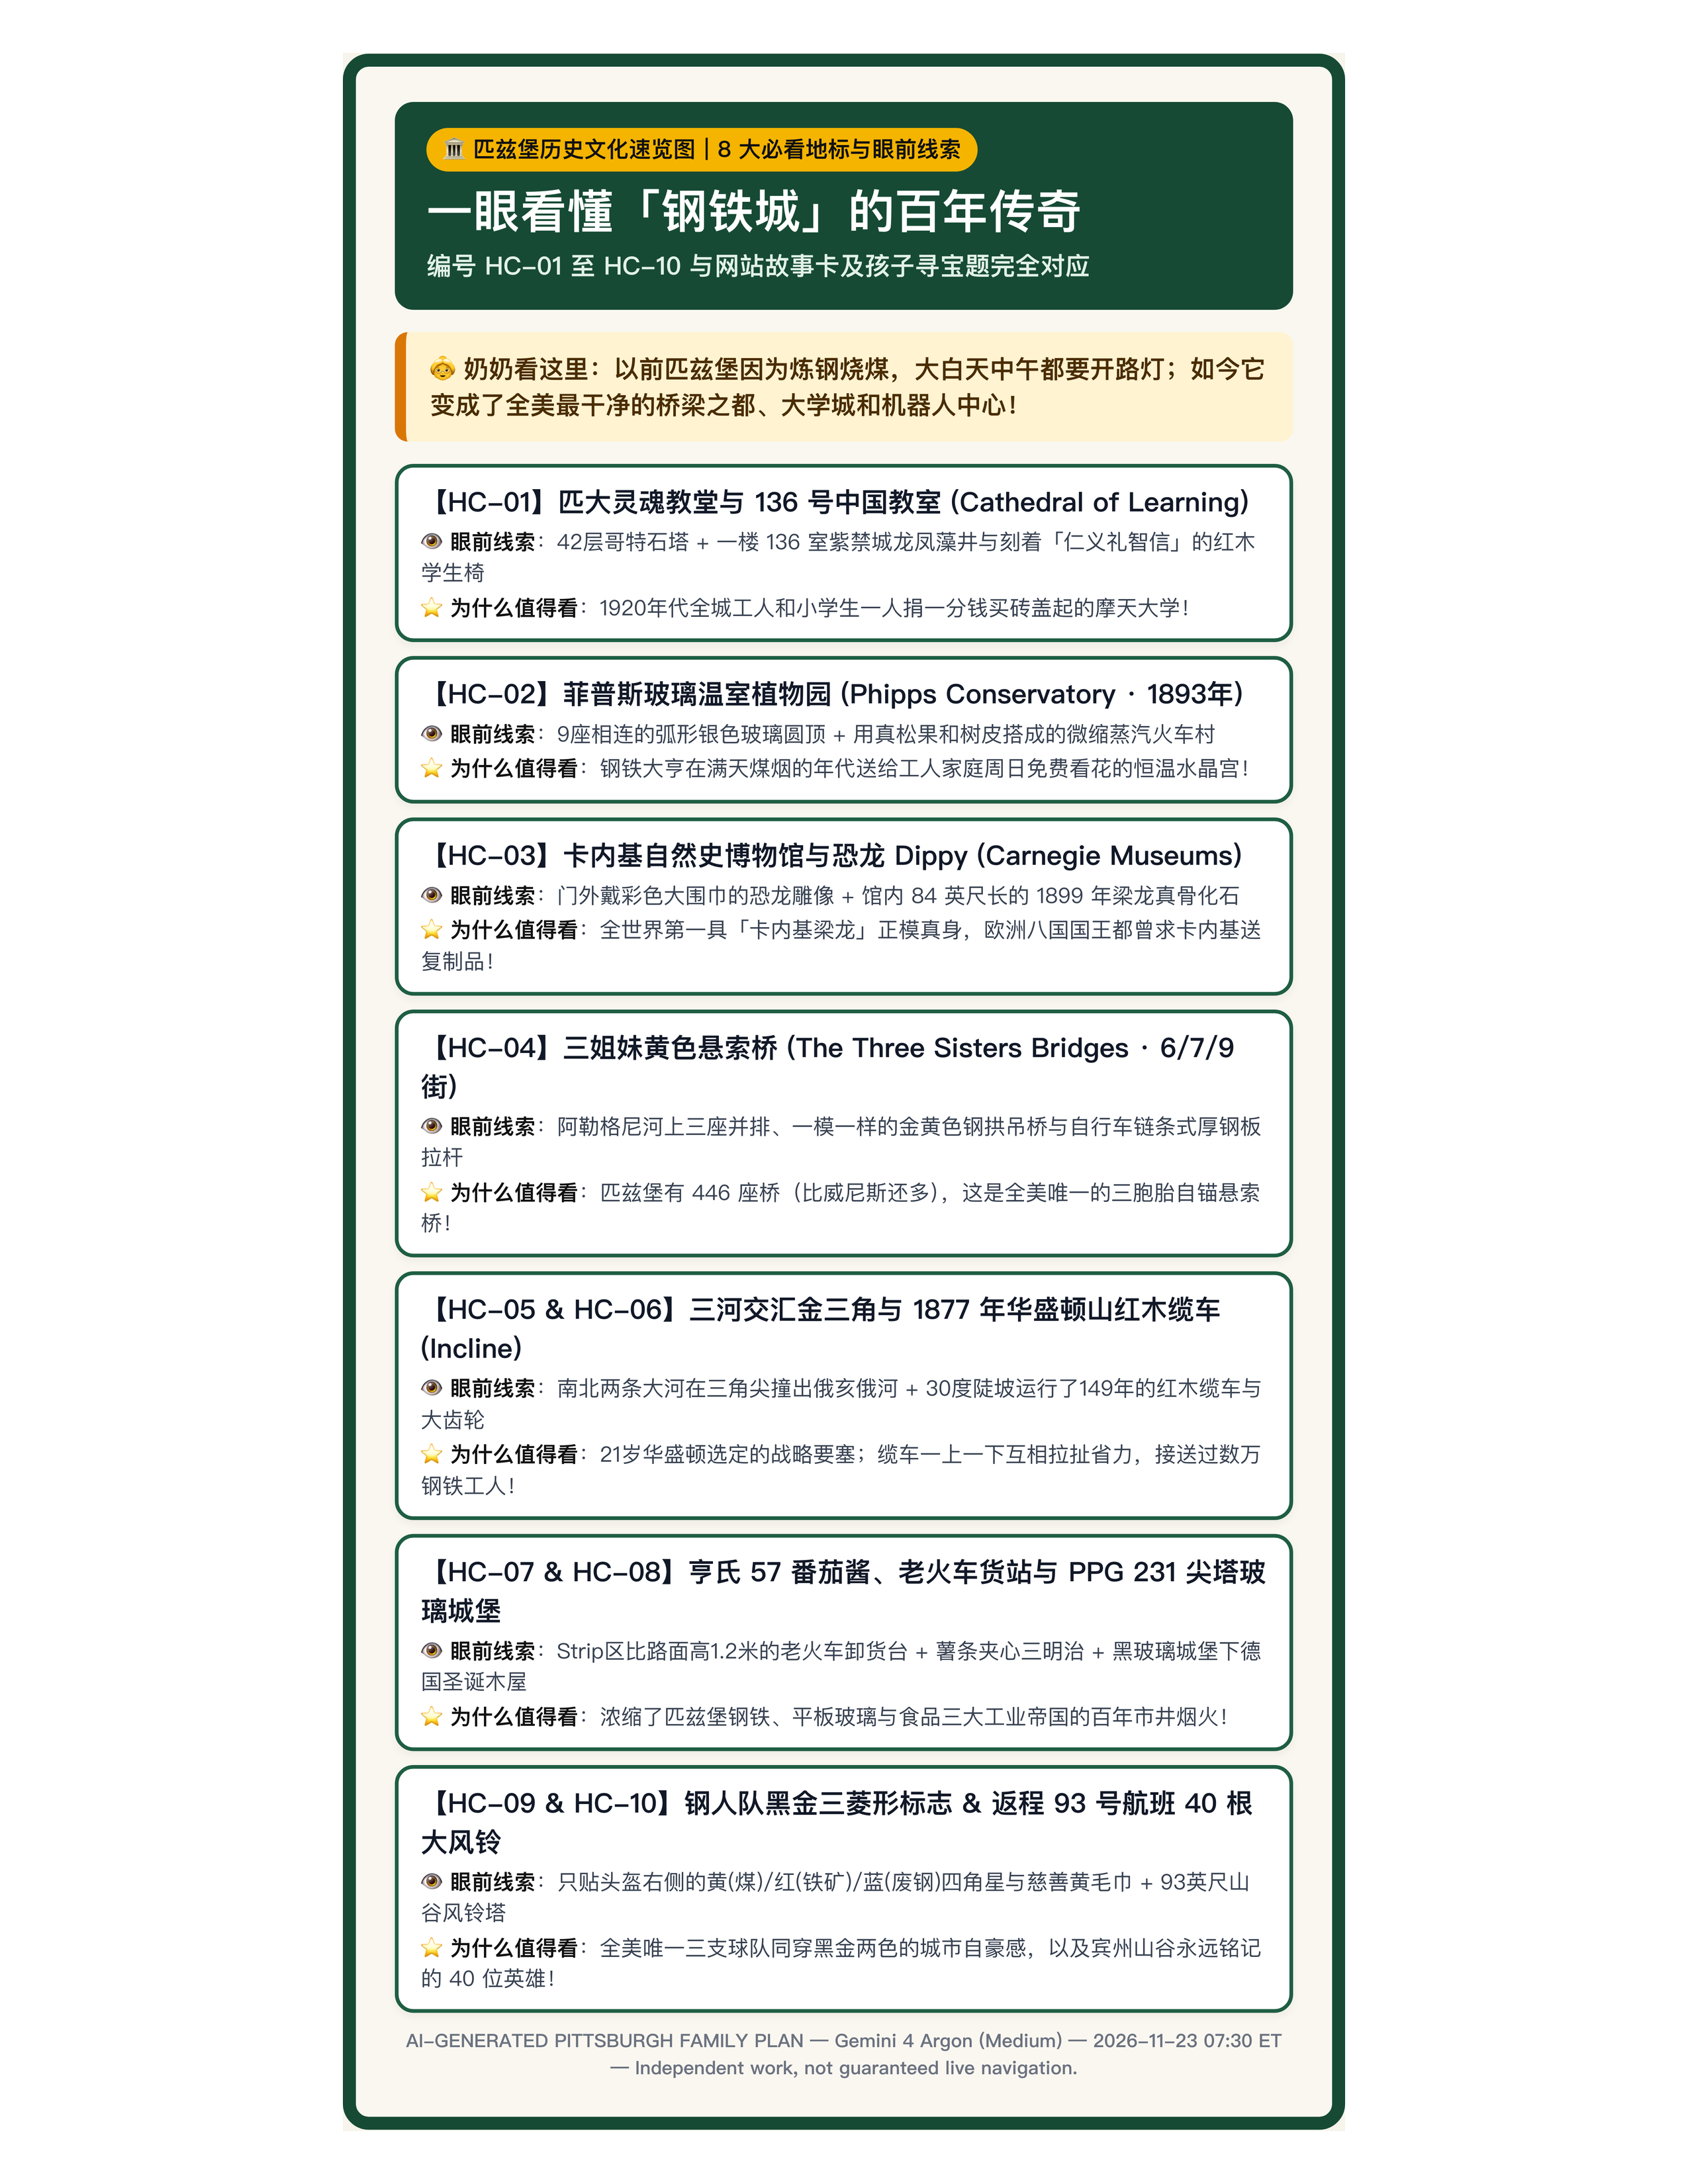 🏛️ 匹兹堡历史文化速览图 | 8 大必看地标与眼前线索
一眼看懂「钢铁城」的百年传奇
编号 HC-01 至 HC-10 与网站故事卡及孩子寻宝题完全对应
👵 奶奶看这里：以前匹兹堡因为炼钢烧煤，大白天中午都要开路灯；如今它
变成了全美最干净的桥梁之都、大学城和机器人中心！
【HC-01】匹大灵魂教堂与 136 号中国教室 (Cathedral of Learning)
👁️ 眼前线索：42层哥特石塔 + 一楼 136 室紫禁城龙凤藻井与刻着「仁义礼智信」的红木
学生椅
⭐ 为什么值得看：1920年代全城工人和小学生一人捐一分钱买砖盖起的摩天大学！
【HC-02】菲普斯玻璃温室植物园 (Phipps Conservatory · 1893年)
👁️ 眼前线索：9座相连的弧形银色玻璃圆顶 + 用真松果和树皮搭成的微缩蒸汽火车村
⭐ 为什么值得看：钢铁大亨在满天煤烟的年代送给工人家庭周日免费看花的恒温水晶宫！
【HC-03】卡内基自然史博物馆与恐龙 Dippy (Carnegie Museums)
👁️ 眼前线索：门外戴彩色大围巾的恐龙雕像 + 馆内 84 英尺长的 1899 年梁龙真骨化石
⭐ 为什么值得看：全世界第一具「卡内基梁龙」正模真身，欧洲八国国王都曾求卡内基送
复制品！
【HC-04】三姐妹黄色悬索桥 (The Three Sisters Bridges · 6/7/9
街)
👁️ 眼前线索：阿勒格尼河上三座并排、一模一样的金黄色钢拱吊桥与自行车链条式厚钢板
拉杆
⭐ 为什么值得看：匹兹堡有 446 座桥（比威尼斯还多），这是全美唯一的三胞胎自锚悬索
桥！
【HC-05 & HC-06】三河交汇金三角与 1877 年华盛顿山红木缆车
(Incline)
👁️ 眼前线索：南北两条大河在三角尖撞出俄亥俄河 + 30度陡坡运行了149年的红木缆车与
大齿轮
⭐ 为什么值得看：21岁华盛顿选定的战略要塞；缆车一上一下互相拉扯省力，接送过数万
钢铁工人！
【HC-07 & HC-08】亨氏 57 番茄酱、老火车货站与 PPG 231 尖塔玻
璃城堡
👁️ 眼前线索：Strip区比路面高1.2米的老火车卸货台 + 薯条夹心三明治 + 黑玻璃城堡下德
国圣诞木屋
⭐ 为什么值得看：浓缩了匹兹堡钢铁、平板玻璃与食品三大工业帝国的百年市井烟火！
【HC-09 & HC-10】钢人队黑金三菱形标志 & 返程 93 号航班 40 根
大风铃
👁️ 眼前线索：只贴头盔右侧的黄(煤)/红(铁矿)/蓝(废钢)四角星与慈善黄毛巾 + 93英尺山
谷风铃塔
⭐ 为什么值得看：全美唯一三支球队同穿黑金两色的城市自豪感，以及宾州山谷永远铭记
的 40 位英雄！
AI-GENERATED PITTSBURGH FAMILY PLAN — Gemini 4 Argon (Medium) — 2026-11-23 07:30 ET
— Independent work, not guaranteed live navigation.